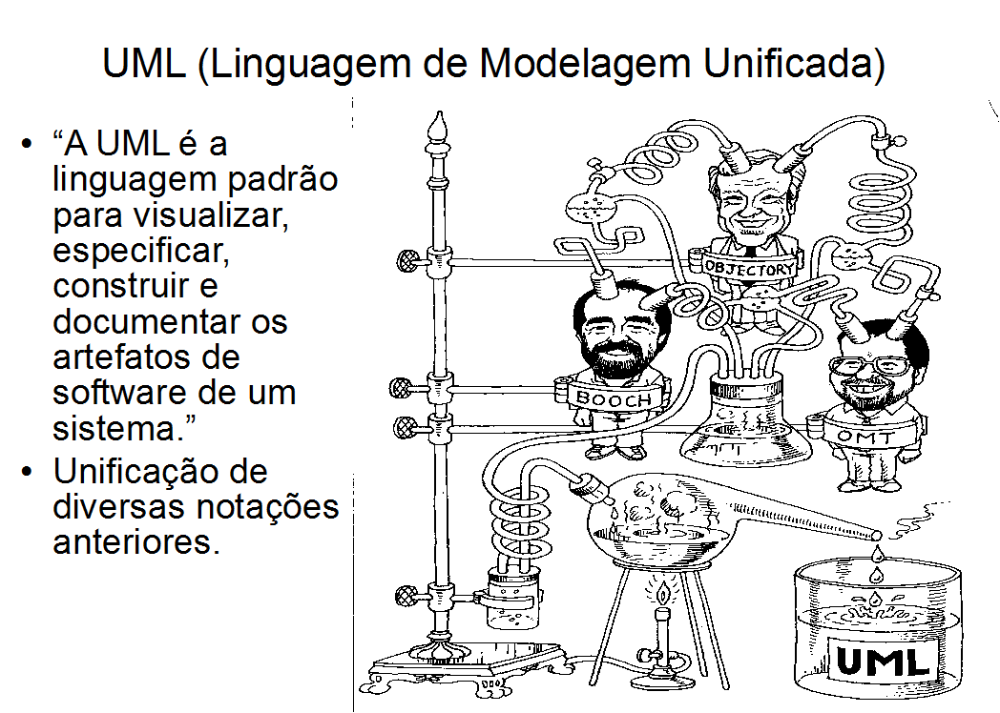 UML (Linguagem de Modelagem Unificada)
• “A UML é a
linguagem padrão
para visualizar,
especificar,
construir e
documentar os
artefatos de
software de um
sistema.”
• Unificação de
diversas notações
anteriores.
OBJECTORY
BOOCH
OMT
UML